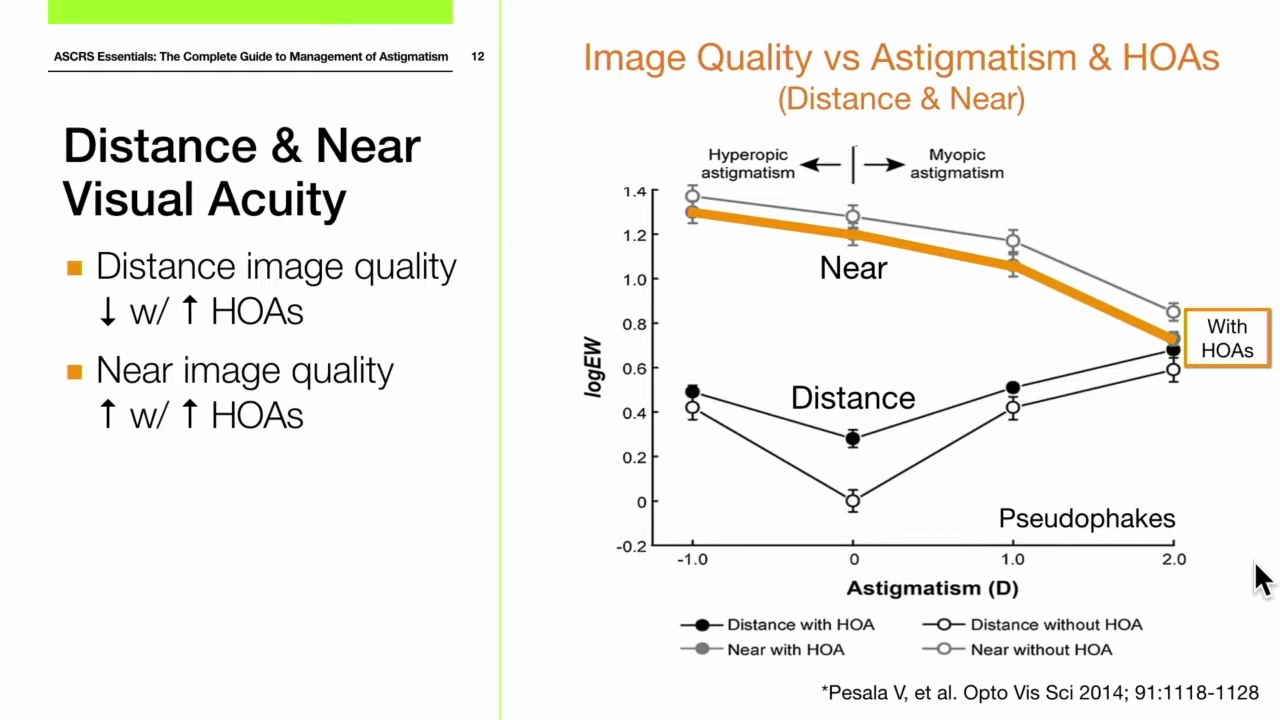 ASCRS Essentials: The Complete Guide to Management of Astigmatism 12
Distance & Near
Visual Acuity
Distance image quality
↓ w/ ↑ HOAs
Near image quality
↑ w/ ↑ HOAs
Image Quality vs Astigmatism & HOAs
(Distance & Near)
Hyperopic
astigmatism
Myopic
astigmatism
1.4
1.2
1.0
0.8
0.6
0.4
0.2
0
-0.2
logEW
Near
Distance
With
HOAs
Pseudophakes
-1.0 0 1.0 2.0
Astigmatism (D)
Distance with HOA Distance without HOA
Near with HOA Near without HOA
*Pesala V, et al. Opto Vis Sci 2014; 91:1118-1128